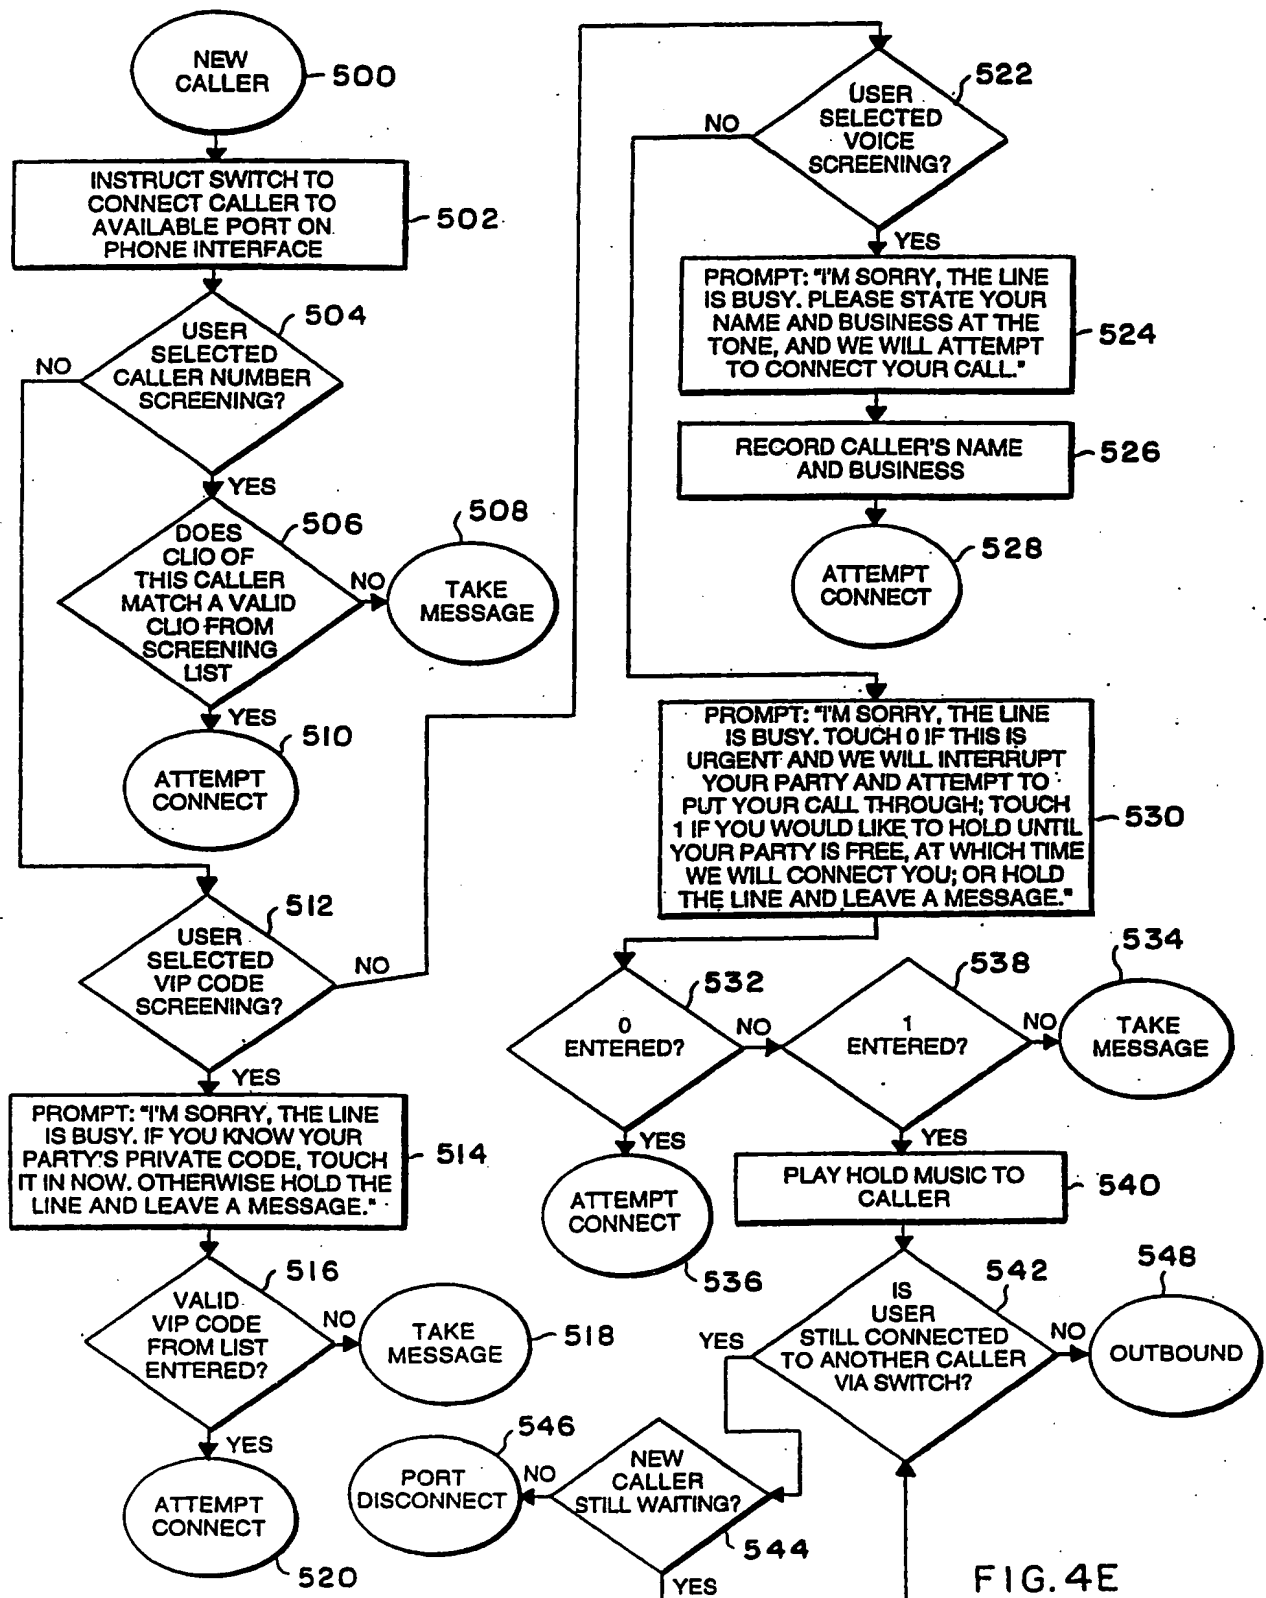 NEW
CALLER
500
INSTRUCT SWITCH TO
CONNECT CALLER TO
AVAILABLE PORT ON
PHONE INTERFACE
502
USER
SELECTED
CALLER NUMBER
SCREENING?
504
NO
YES
DOES
CLIO OF
THIS CALLER
MATCH A VALID
CLIO FROM
SCREENING
LIST
506
NO
TAKE
MESSAGE
508
YES
ATTEMPT
CONNECT
510
USER
SELECTED
VIP CODE
SCREENING?
512
NO
YES
PROMPT: "I'M SORRY, THE LINE
IS BUSY. IF YOU KNOW YOUR
PARTY'S PRIVATE CODE, TOUCH
IT IN NOW. OTHERWISE HOLD THE
LINE AND LEAVE A MESSAGE."
514
VALID
VIP CODE
FROM LIST
ENTERED?
516
NO
TAKE
MESSAGE
518
YES
ATTEMPT
CONNECT
520
USER
SELECTED
VOICE
SCREENING?
522
NO
YES
PROMPT: "I'M SORRY, THE LINE
IS BUSY. PLEASE STATE YOUR
NAME AND BUSINESS AT THE
TONE, AND WE WILL ATTEMPT
TO CONNECT YOUR CALL."
524
RECORD CALLER'S NAME
AND BUSINESS
526
ATTEMPT
CONNECT
528
PROMPT: "I'M SORRY, THE LINE
IS BUSY. TOUCH 0 IF THIS IS
URGENT AND WE WILL INTERRUPT
YOUR PARTY AND ATTEMPT TO
PUT YOUR CALL THROUGH; TOUCH
1 IF YOU WOULD LIKE TO HOLD UNTIL
YOUR PARTY IS FREE, AT WHICH TIME
WE WILL CONNECT YOU; OR HOLD
THE LINE AND LEAVE A MESSAGE."
530
0
ENTERED?
532
NO
YES
ATTEMPT
CONNECT
536
1
ENTERED?
538
NO
TAKE
MESSAGE
534
YES
PLAY HOLD MUSIC TO
CALLER
540
IS
USER
STILL CONNECTED
TO ANOTHER CALLER
VIA SWITCH?
542
NO
OUTBOUND
548
YES
NEW
CALLER
STILL WAITING?
544
NO
PORT
DISCONNECT
546
YES
FIG. 4E